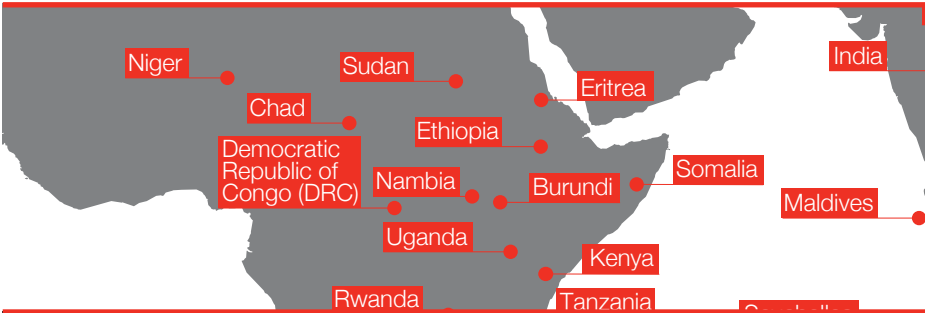 Niger
Sudan
India
Eritrea
Chad
Ethiopia
Democratic
Republic of
Congo (DRC)
Nambia
Burundi
Somalia
Maldives
Uganda
Kenya
Rwanda
Tanzania